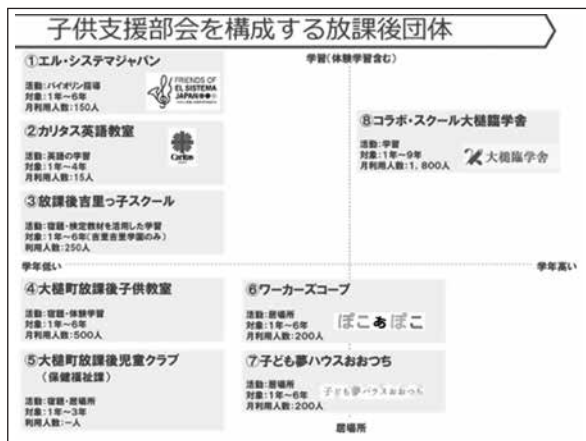 子供支援部会を構成する放課後団体
学習(体験学習含む)
①エル・システマジャパン
活動:バイオリン指導
対象:1年~6年
月利用人数:150人
FRIENDS OF
EL SISTEMA
JAPAN
②カリタス英語教室
活動:英語の学習
対象:1年~4年
月利用人数:15人
Caritas
③放課後吉里っ子スクール
活動:宿題・検定教材を活用した学習
対象:1年~6年(吉里吉里学園のみ)
利用人数:250人
⑧コラボ・スクール大槌臨学舎
活動:学習
対象:1年~9年
月利用人数:1,800人
大槌臨学舎
学年低い
学年高い
④大槌町放課後子供教室
活動:宿題・体験学習
対象:1年~6年
月利用人数:500人
⑤大槌町放課後児童クラブ
(保健福祉課)
活動:宿題・居場所
対象:1年~3年
利用人数:-人
⑥ワーカーズコープ
活動:居場所
対象:1年~6年
月利用人数:200人
ぽこぁぽこ
⑦子ども夢ハウスおおつち
活動:居場所
対象:1年~6年
月利用人数:200人
子ども夢ハウスおおつち
居場所